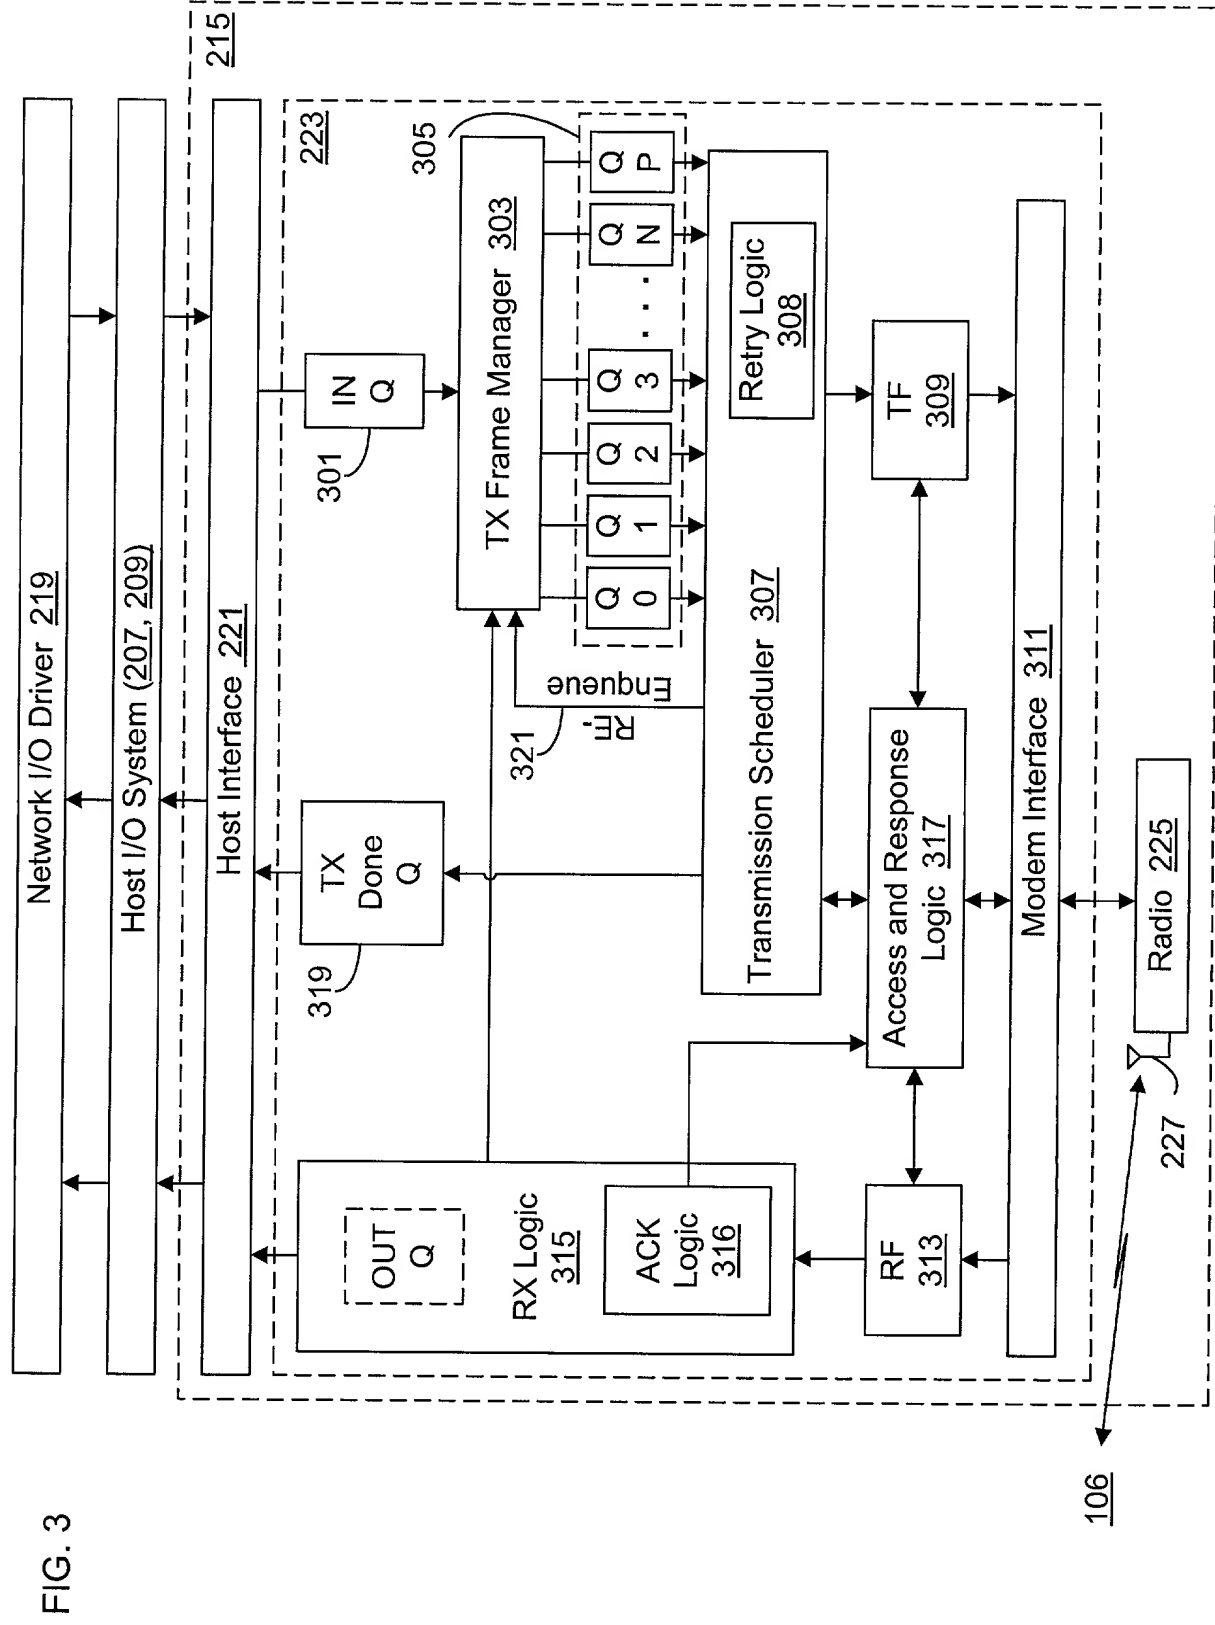 FIG. 3
Network I/O Driver 219
Host I/O System (207, 209)
215
Host Interface 221
223
OUT
Q
RX Logic
315
ACK
Logic
316
319
TX
Done
Q
301
IN
Q
TX Frame Manager 303
305
321
RE-
Enqueue
Q
0
Q
1
Q
2
Q
3
. . .
Q
N
Q
P
Transmission Scheduler 307
Retry Logic
308
RF
313
Access and Response
Logic 317
TF
309
Modem Interface 311
106
227
Radio 225